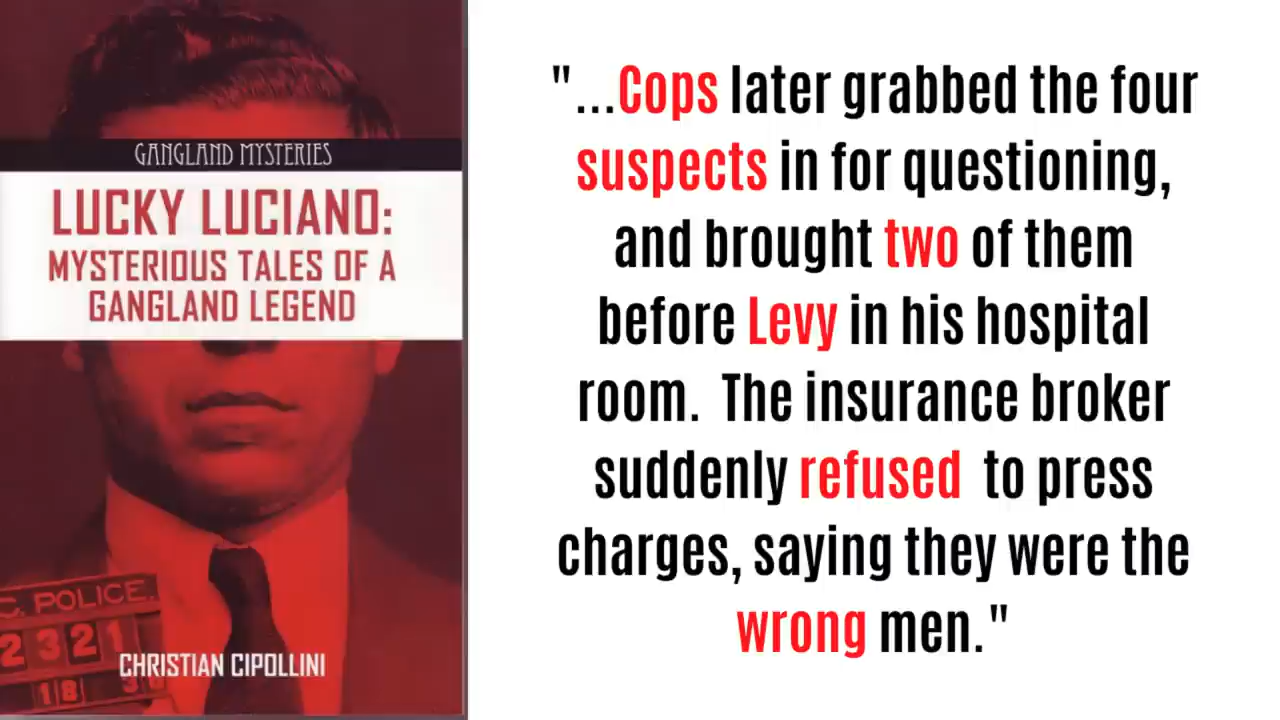 GANGLAND MYSTERIES
LUCKY LUCIANO:
MYSTERIOUS TALES OF A
GANGLAND LEGEND
C. POLICE.
2321
18
CHRISTIAN CIPOLLINI
"...Cops later grabbed the four
suspects in for questioning,
and brought two of them
before Levy in his hospital
room. The insurance broker
suddenly refused to press
charges, saying they were the
wrong men."